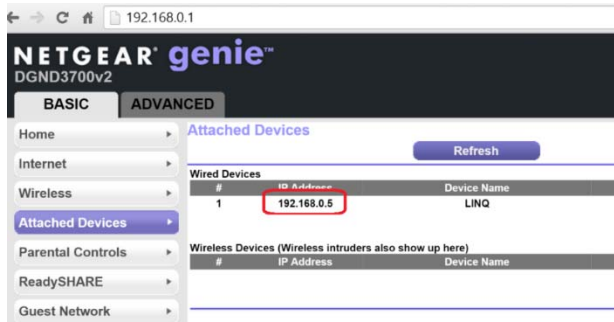 192.168.0.1
NETGEAR® genie™
DGND3700v2
BASIC ADVANCED
Home
Internet
Wireless
Attached Devices
Parental Controls
ReadySHARE
Guest Network
Attached Devices
Refresh
Wired Devices
# IP Address Device Name
1 192.168.0.5 LINQ
Wireless Devices (Wireless intruders also show up here)
# IP Address Device Name